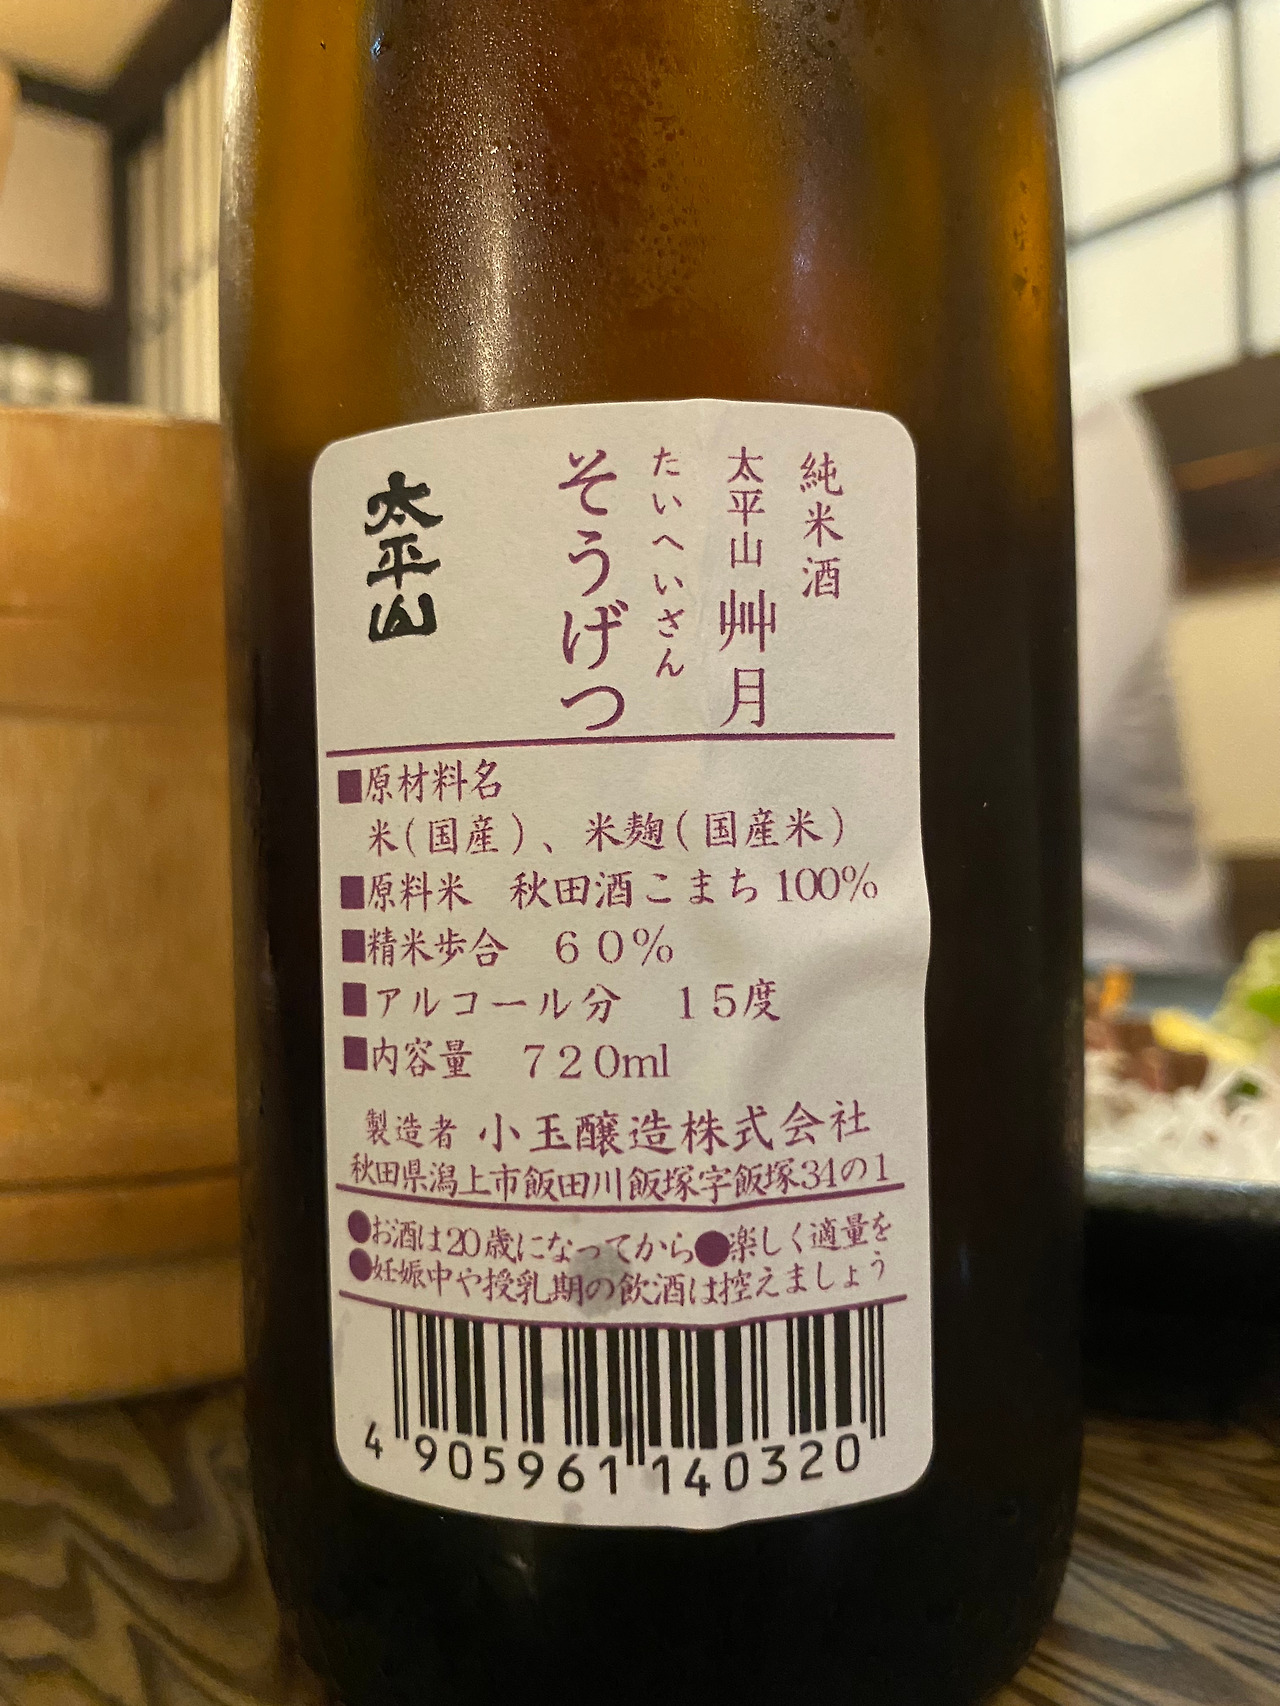 純米酒
太平山 艸月
たいへいざん
そうげつ
太平山
■原材料名
米(国産)、米麹(国産米)
■原料米 秋田酒こまち100%
■精米歩合 60%
■アルコール分 15度
■内容量 720ml
製造者 小玉醸造株式会社
秋田県潟上市飯田川飯塚字飯塚34の1
●お酒は20歳になってから●楽しく適量を
●妊娠中や授乳期の飲酒は控えましょう
4 905961 140320